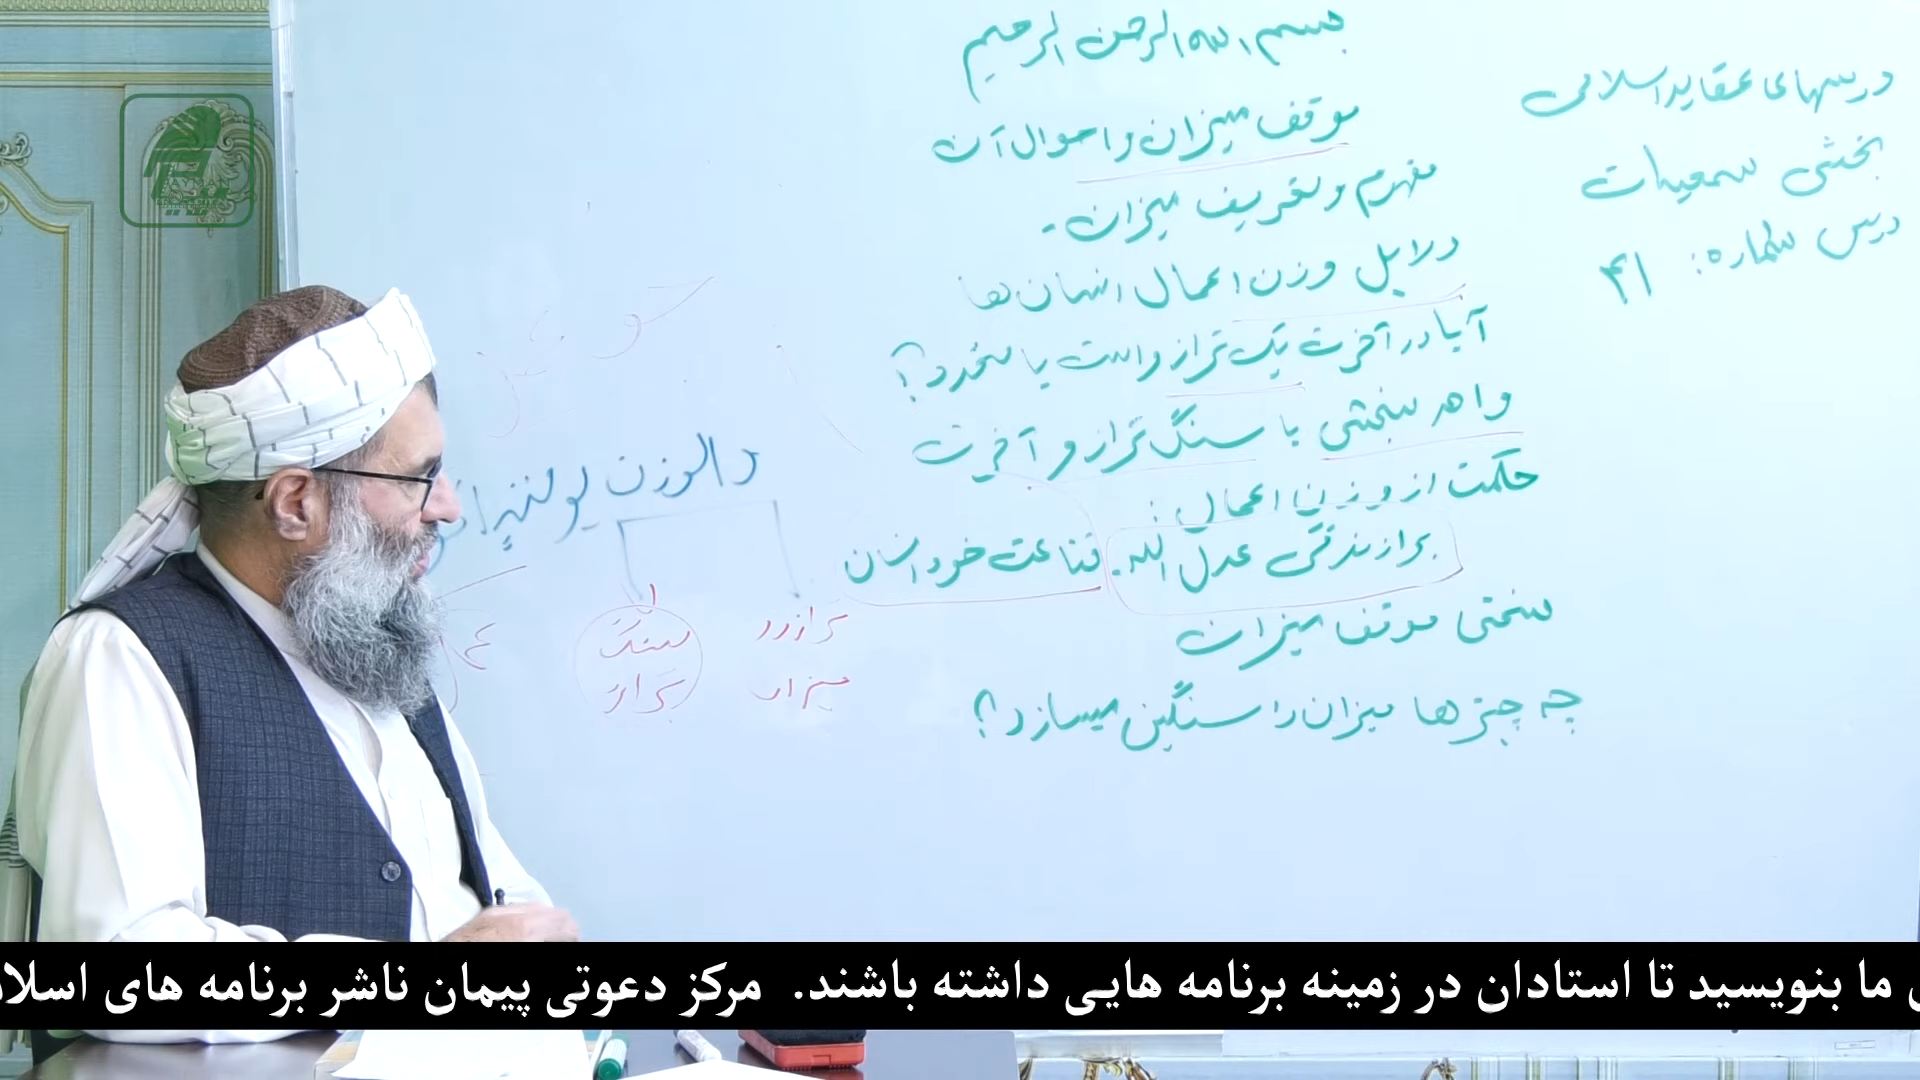 بسم الله الرحمن الرحیم
موقف میزان و احوال آن
مفهوم و تعریف میزان -
دلایل وزن اعمال انسان ها
آیا در آخرت یک ترازو است یا متعدد؟
واحد سنجشی یا سنگ ترازو آخرت
حکمت از وزن اعمال :
برازندگی عدل الله. قناعت خود انسان
سختی موقف میزان
چه چیزها میزان را سنگین میسازد؟
درسهای عقاید اسلامی
بخش سمعیات
درس شماره: ۴۱
والوزن یومئذ
ترازو
میزان
سنگ
ترازو
PAYMAN
ما بنویسید تا استادان در زمینه برنامه هایی داشته باشند. مرکز دعوتی پیمان ناشر برنامه های